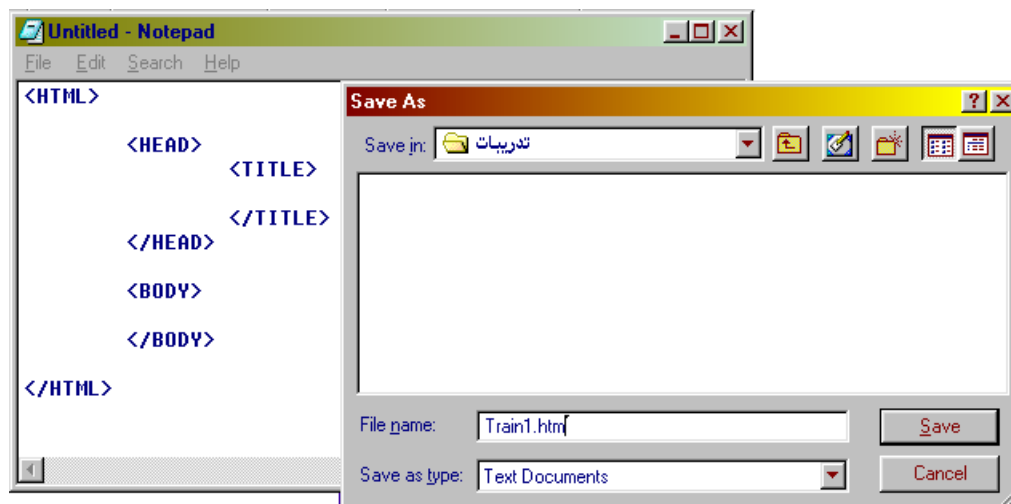 Untitled - Notepad
File Edit Search Help
<HTML>
<HEAD>
<TITLE>
</TITLE>
</HEAD>
<BODY>
</BODY>
</HTML>
Save As
Save in: تدريبات
File name: Train1.htm
Save
Save as type: Text Documents
Cancel